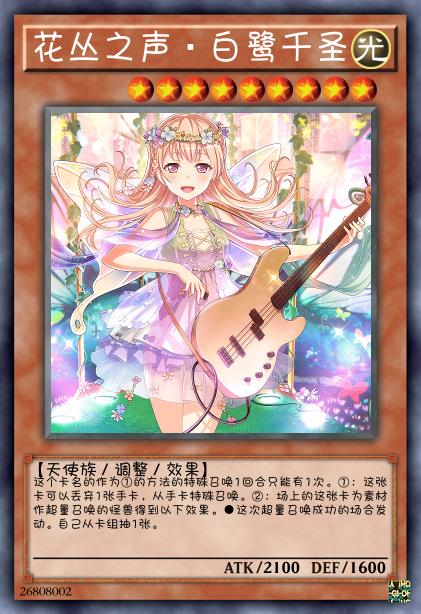 花丛之声·白鹭千圣
光
【天使族／调整／效果】
这个卡名的作为①的方法的特殊召唤1回合只能有1次。①：这张
卡可以丢弃1张手卡，从手卡特殊召唤。②：场上的这张卡为素材
作超量召唤的怪兽得到以下效果。●这次超量召唤成功的场合发
动。自己从卡组抽1张。
ATK/2100 DEF/1600
26808002